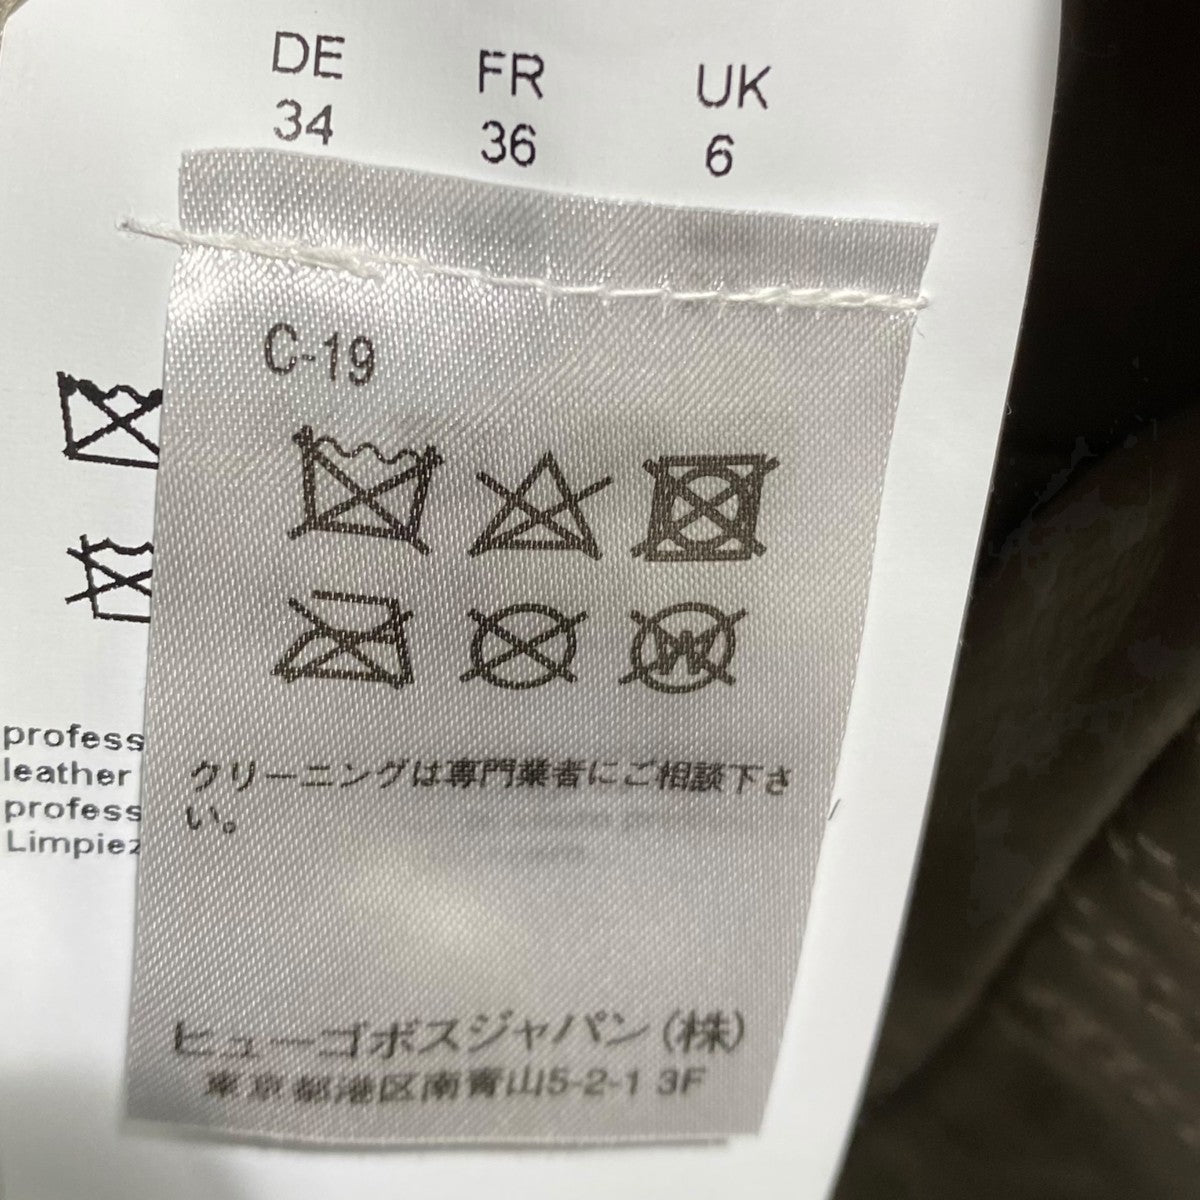 DE FR UK
34 36 6
C-19
クリーニングは専門業者にご相談下さ
い。
profess
leather
profess
Limpiez
ヒューゴボスジャパン(株)
東京都港区南青山5-2-1 3F